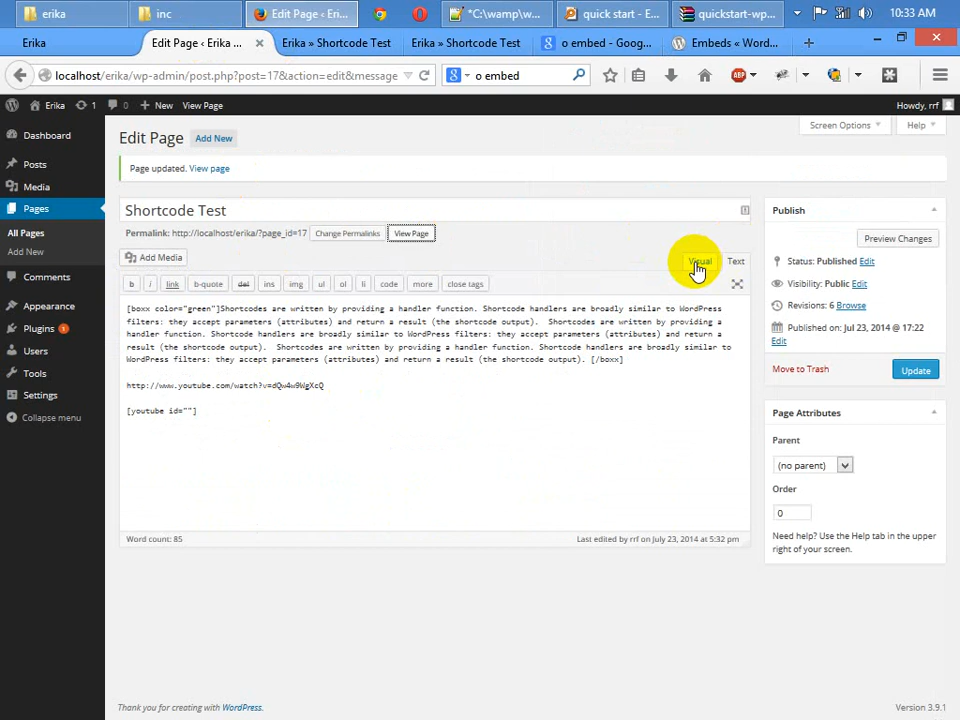 erika
inc
Edit Page ‹ Eri...
*C:\wamp\w...
quick start - E...
quickstart-wp...
10:33 AM
Erika
Edit Page ‹ Erika ...
Erika » Shortcode Test
Erika » Shortcode Test
o embed - Goog...
Embeds « Word...
localhost/erika/wp-admin/post.php?post=17&action=edit&message
o embed
ABP
Erika
1
0
New
View Page
Howdy, rrf
Dashboard
Posts
Media
Pages
All Pages
Add New
Comments
Appearance
Plugins 1
Users
Tools
Settings
Collapse menu
Screen Options
Help
Edit Page
Add New
Page updated. View page
Shortcode Test
Permalink: http://localhost/erika/?page_id=17
Change Permalinks
View Page
Add Media
Visual
Text
b
i
link
b-quote
del
ins
img
ul
ol
li
code
more
close tags
[boxx color="green"]Shortcodes are written by providing a handler function. Shortcode handlers are broadly similar to WordPress
filters: they accept parameters (attributes) and return a result (the shortcode output).  Shortcodes are written by providing a
handler function. Shortcode handlers are broadly similar to WordPress filters: they accept parameters (attributes) and return a
result (the shortcode output).  Shortcodes are written by providing a handler function. Shortcode handlers are broadly similar to
WordPress filters: they accept parameters (attributes) and return a result (the shortcode output). [/boxx]
http://www.youtube.com/watch?v=dQw4w9WgXcQ
[youtube id=""]
Word count: 85
Last edited by rrf on July 23, 2014 at 5:32 pm
Publish
Preview Changes
Status: Published Edit
Visibility: Public Edit
Revisions: 6 Browse
Published on: Jul 23, 2014 @ 17:22
Edit
Move to Trash
Update
Page Attributes
Parent
(no parent)
Order
0
Need help? Use the Help tab in the upper
right of your screen.
Thank you for creating with WordPress.
Version 3.9.1